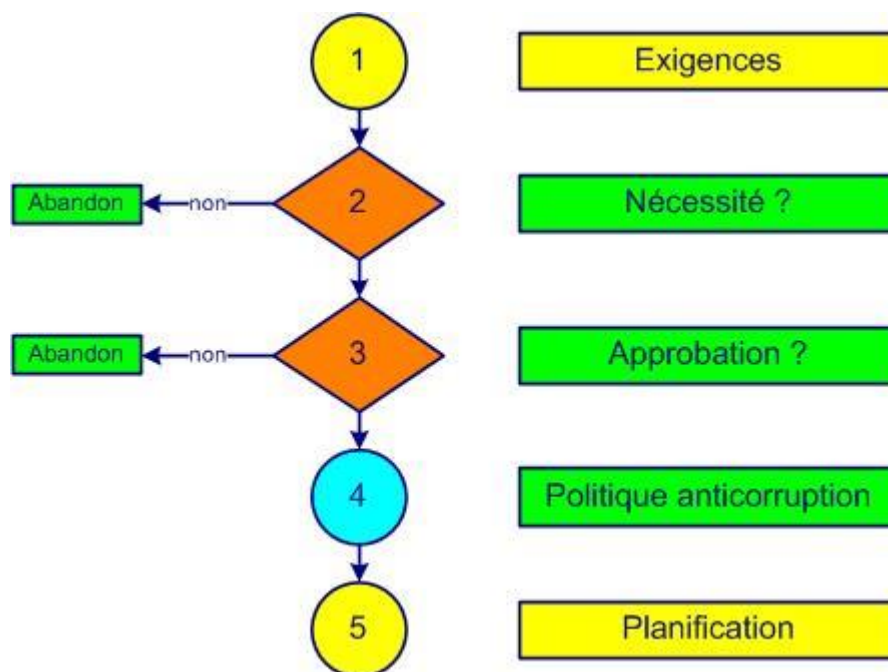 1
Exigences
Abandon
non
2
Nécessité ?
Abandon
non
3
Approbation ?
4
Politique anticorruption
5
Planification